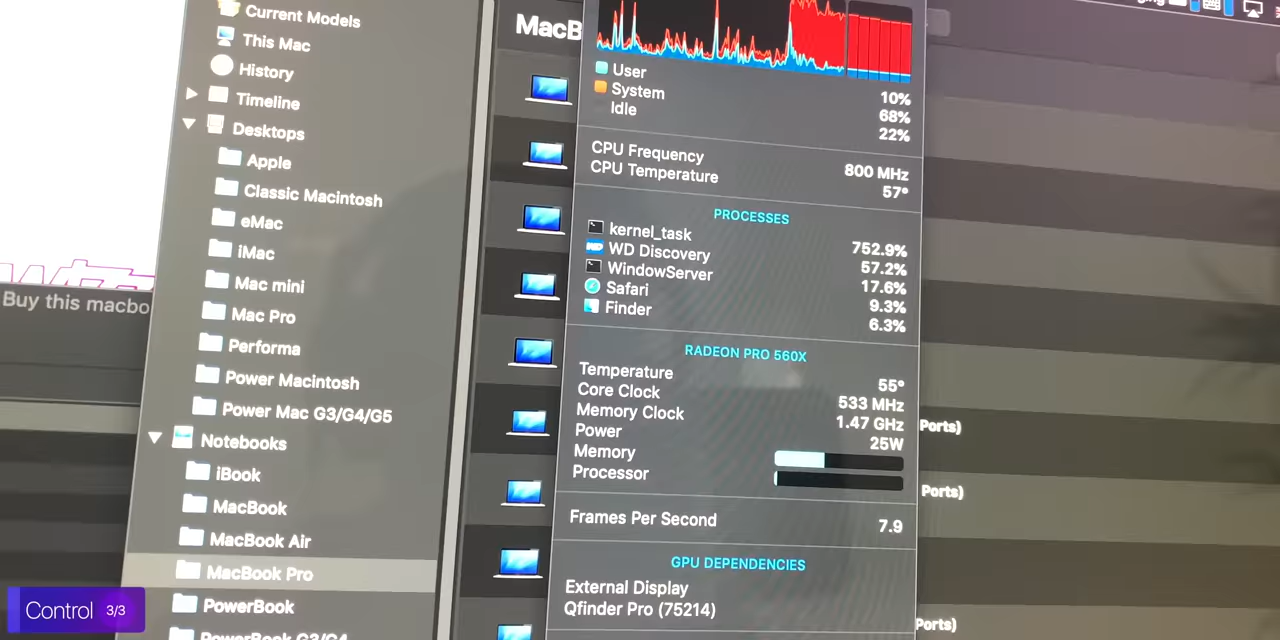 Current Models
This Mac
History
Timeline
Desktops
Apple
Classic Macintosh
eMac
iMac
Mac mini
Mac Pro
Performa
Power Macintosh
Power Mac G3/G4/G5
Notebooks
iBook
MacBook
MacBook Air
MacBook Pro
PowerBook
PowerBook G3/G4
Buy this macbo
MacB
User 10%
System 68%
Idle 22%
CPU Frequency 800 MHz
CPU Temperature 57°
PROCESSES
kernel_task 752.9%
WD Discovery 57.2%
WindowServer 17.6%
Safari 9.3%
Finder 6.3%
RADEON PRO 560X
Temperature 55°
Core Clock 533 MHz
Memory Clock 1.47 GHz
Power 25W
Memory
Processor
Frames Per Second 7.9
GPU DEPENDENCIES
External Display
Qfinder Pro (75214)
Ports)
Ports)
Ports)
Control 3/3